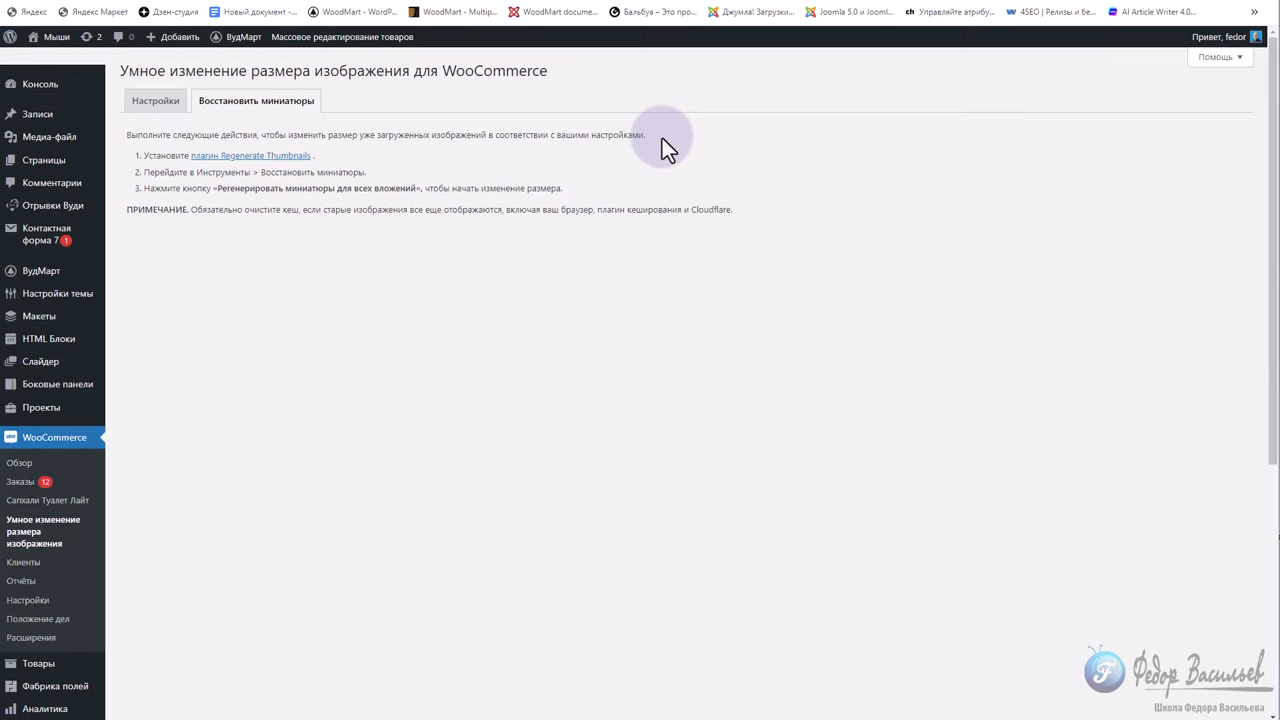 Яндекс
Яндекс Маркет
Дзен-студия
Новый документ -...
WoodMart - WordP...
WoodMart - Multip...
WoodMart docume...
Бальбуа – Это про...
Джумла! Загрузки...
Joomla 5.0 и Joomla...
ch Управляйте атрибу...
4SEO | Релизы и бе...
AI Article Writer 4.0...
»
Мыши
2
0
Добавить
ВудМарт
Массовое редактирование товаров
Привет, fedor
Помощь
Умное изменение размера изображения для WooCommerce
Настройки
Восстановить миниатюры
Выполните следующие действия, чтобы изменить размер уже загруженных изображений в соответствии с вашими настройками.
1. Установите плагин Regenerate Thumbnails .
2. Перейдите в Инструменты > Восстановить миниатюры.
3. Нажмите кнопку «Регенерировать миниатюры для всех вложений», чтобы начать изменение размера.
ПРИМЕЧАНИЕ. Обязательно очистите кеш, если старые изображения все еще отображаются, включая ваш браузер, плагин кеширования и Cloudflare.
Консоль
Записи
Медиа-файл
Страницы
Комментарии
Отрывки Вуди
Контактная
форма 7 1
ВудМарт
Настройки темы
Макеты
HTML Блоки
Слайдер
Боковые панели
Проекты
WooCommerce
Обзор
Заказы 12
Сапхали Туалет Лайт
Умное изменение
размера
изображения
Клиенты
Отчёты
Настройки
Положение дел
Расширения
Товары
Фабрика полей
Аналитика
Федор Васильев
Школа Федора Васильева